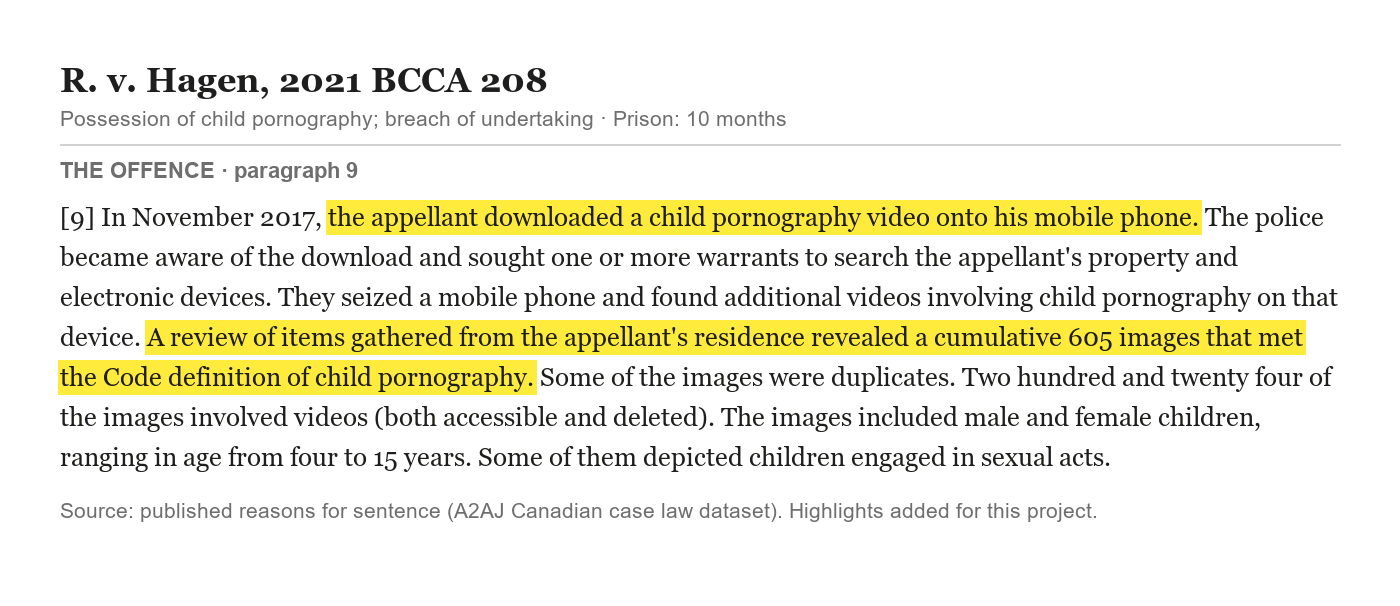 R. v. Hagen, 2021 BCCA 208
Possession of child pornography; breach of undertaking · Prison: 10 months
THE OFFENCE · paragraph 9
[9] In November 2017, the appellant downloaded a child pornography video onto his mobile phone. The police
became aware of the download and sought one or more warrants to search the appellant's property and
electronic devices. They seized a mobile phone and found additional videos involving child pornography on that
device. A review of items gathered from the appellant's residence revealed a cumulative 605 images that met
the Code definition of child pornography. Some of the images were duplicates. Two hundred and twenty four of
the images involved videos (both accessible and deleted). The images included male and female children,
ranging in age from four to 15 years. Some of them depicted children engaged in sexual acts.
Source: published reasons for sentence (A2AJ Canadian case law dataset). Highlights added for this project.